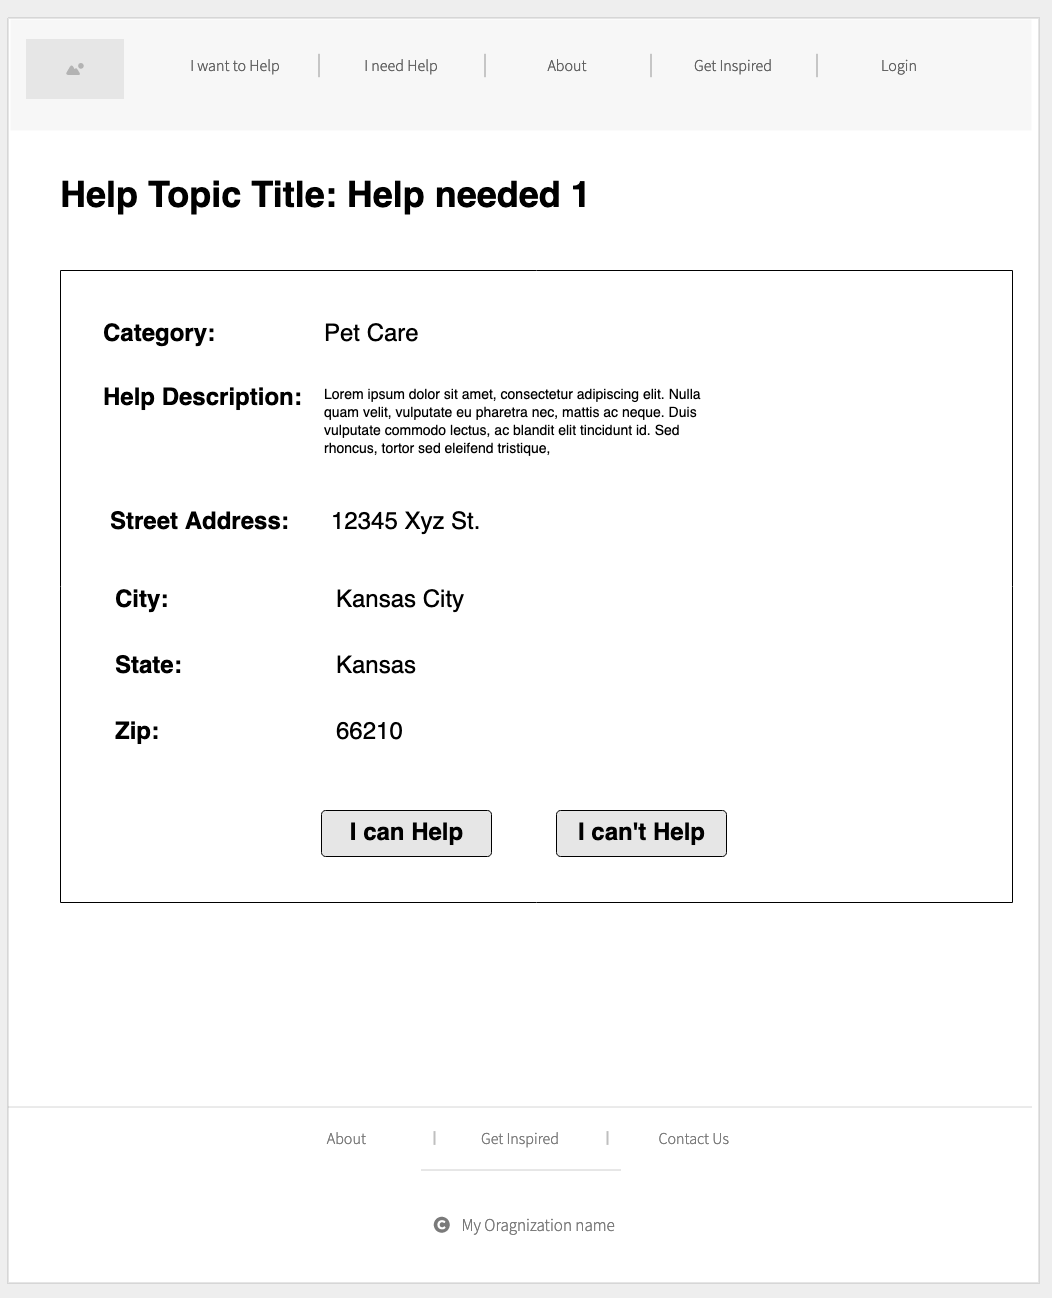 I want to Help
I need Help
About
Get Inspired
Login
Help Topic Title: Help needed 1
Category: Pet Care
Help Description: Lorem ipsum dolor sit amet, consectetur adipiscing elit. Nulla
quam velit, vulputate eu pharetra nec, mattis ac neque. Duis
vulputate commodo lectus, ac blandit elit tincidunt id. Sed
rhoncus, tortor sed eleifend tristique,
Street Address: 12345 Xyz St.
City: Kansas City
State: Kansas
Zip: 66210
I can Help
I can't Help
About
Get Inspired
Contact Us
© My Oragnization name